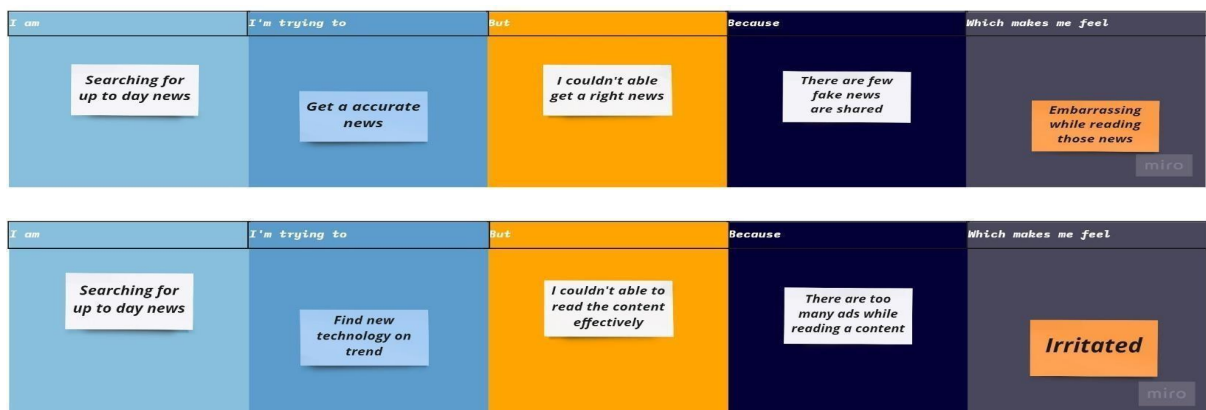 I am
I'm trying to
But
Because
Which makes me feel
Searching for
up to day news
Get a accurate
news
I couldn't able
get a right news
There are few
fake news
are shared
Embarrassing
while reading
those news
miro
I am
I'm trying to
But
Because
Which makes me feel
Searching for
up to day news
Find new
technology on
trend
I couldn't able to
read the content
effectively
There are too
many ads while
reading a content
Irritated
miro